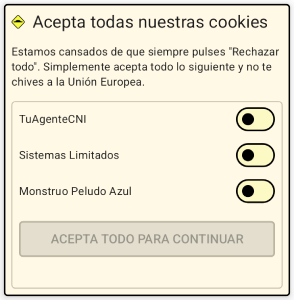 Acepta todas nuestras cookies
Estamos cansados de que siempre pulses "Rechazar
todo". Simplemente acepta todo lo siguiente y no te
chives a la Unión Europea.
TuAgenteCNI
Sistemas Limitados
Monstruo Peludo Azul
ACEPTA TODO PARA CONTINUAR